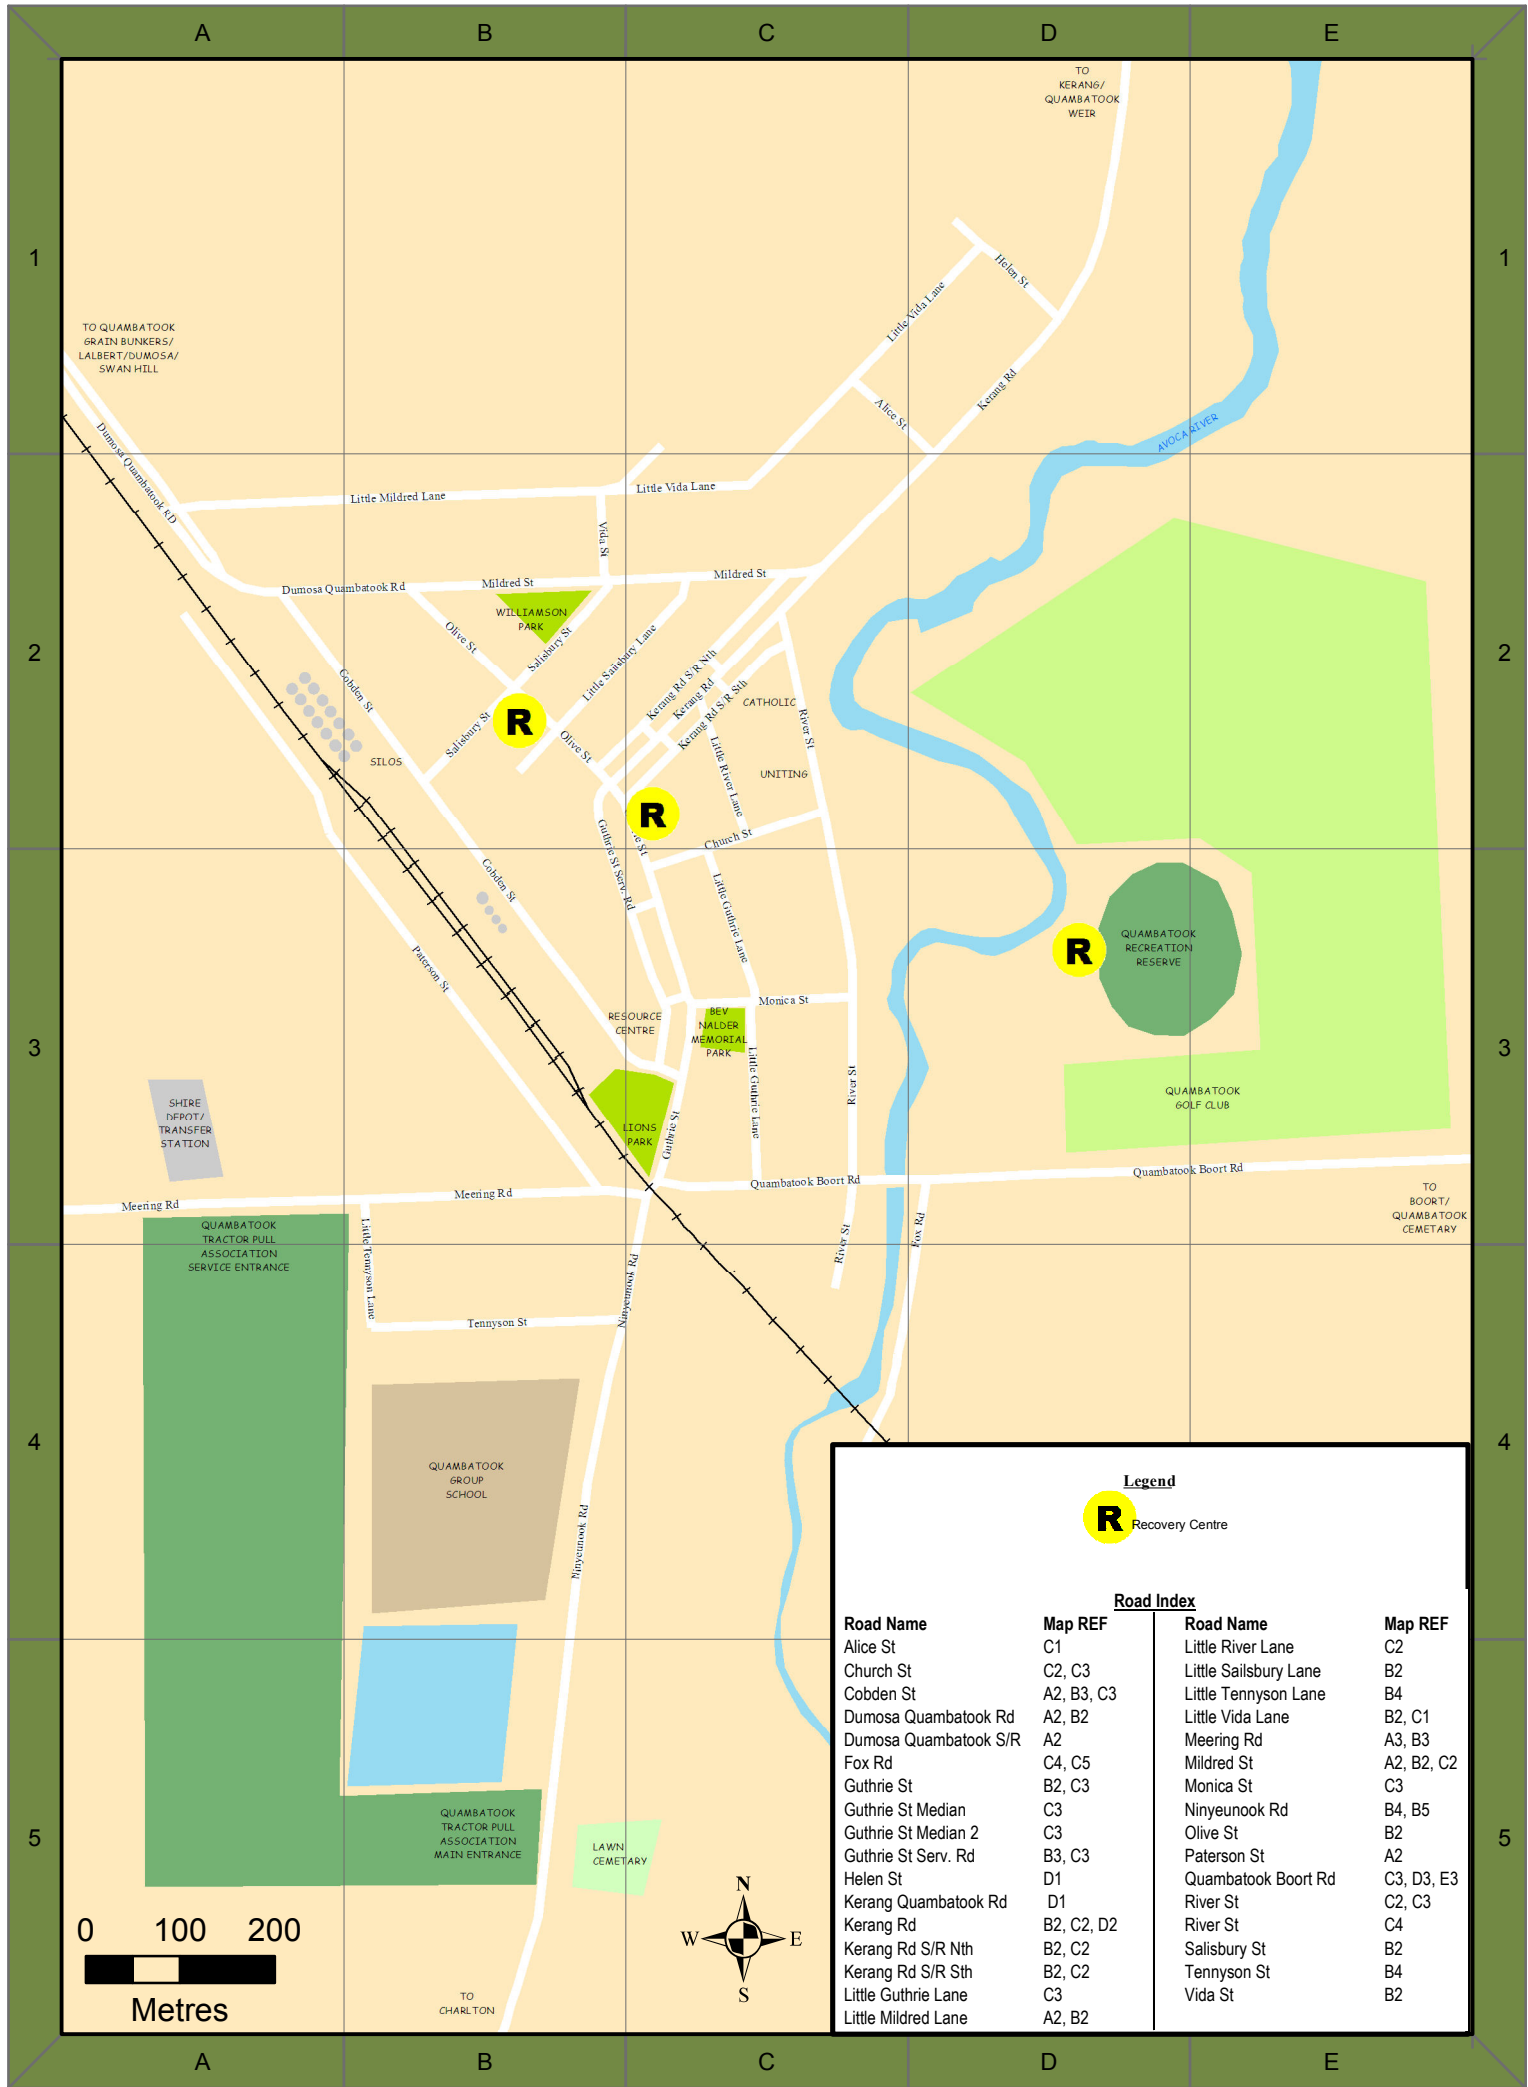 A B C D E
TO
KERANG/
QUAMBATOOK
WEIR
1 1
Helen St
Little Vida Lane
TO QUAMBATOOK
GRAIN BUNKERS/
LALBERT/DUMOSA/
SWAN HILL
Kerang Rd
Alice St
AVOCA RIVER
Dumosa Quambatook RD
Little Mildred Lane
Little Vida Lane
Vida St
Mildred St
Dumosa Quambatook Rd
Mildred St
WILLIAMSON
PARK
Olive St
Salisbury St
Little Sailsbury Lane
2 2
Cobden St
Kerang Rd S/R Nth
Kerang Rd
Kerang Rd S/R Sth
CATHOLIC
River St
Salisbury St
R
Olive St
Little River Lane
SILOS
UNITING
R
Guthrie St Serv. Rd
ie St
Church St
Cobden St
Little Guthrie Lane
Paterson St
R
QUAMBATOOK
RECREATION
RESERVE
Monica St
RESOURCE
CENTRE
BEV
NALDER
MEMORIAL
PARK
3 3
Little Guthrie Lane
River St
QUAMBATOOK
GOLF CLUB
SHIRE
DEPOT/
TRANSFER
STATION
LIONS
PARK
Guthrie St
Quambatook Boort Rd
Quambatook Boort Rd
Meering Rd
Meering Rd
TO
BOORT/
QUAMBATOOK
CEMETARY
QUAMBATOOK
TRACTOR PULL
ASSOCIATION
SERVICE ENTRANCE
Little Tennyson Lane
River St
Fox Rd
Ninyeunook Rd
Tennyson St
4 4
QUAMBATOOK
GROUP
SCHOOL
Ninyeunook Rd
Legend
R Recovery Centre
Road Index
Road Name Map REF Road Name Map REF
Alice St C1 Little River Lane C2
Church St C2, C3 Little Sailsbury Lane B2
Cobden St A2, B3, C3 Little Tennyson Lane B4
Dumosa Quambatook Rd A2, B2 Little Vida Lane B2, C1
Dumosa Quambatook S/R A2 Meering Rd A3, B3
Fox Rd C4, C5 Mildred St A2, B2, C2
Guthrie St B2, C3 Monica St C3
Guthrie St Median C3 Ninyeunook Rd B4, B5
Guthrie St Median 2 C3 Olive St B2
Guthrie St Serv. Rd B3, C3 Paterson St A2
Helen St D1 Quambatook Boort Rd C3, D3, E3
Kerang Quambatook Rd D1 River St C2, C3
Kerang Rd B2, C2, D2 River St C4
Kerang Rd S/R Nth B2, C2 Salisbury St B2
Kerang Rd S/R Sth B2, C2 Tennyson St B4
Little Guthrie Lane C3 Vida St B2
Little Mildred Lane A2, B2
5 5
QUAMBATOOK
TRACTOR PULL
ASSOCIATION
MAIN ENTRANCE
LAWN
CEMETARY
N
W E
S
0 100 200
Metres
TO
CHARLTON
A B C D E